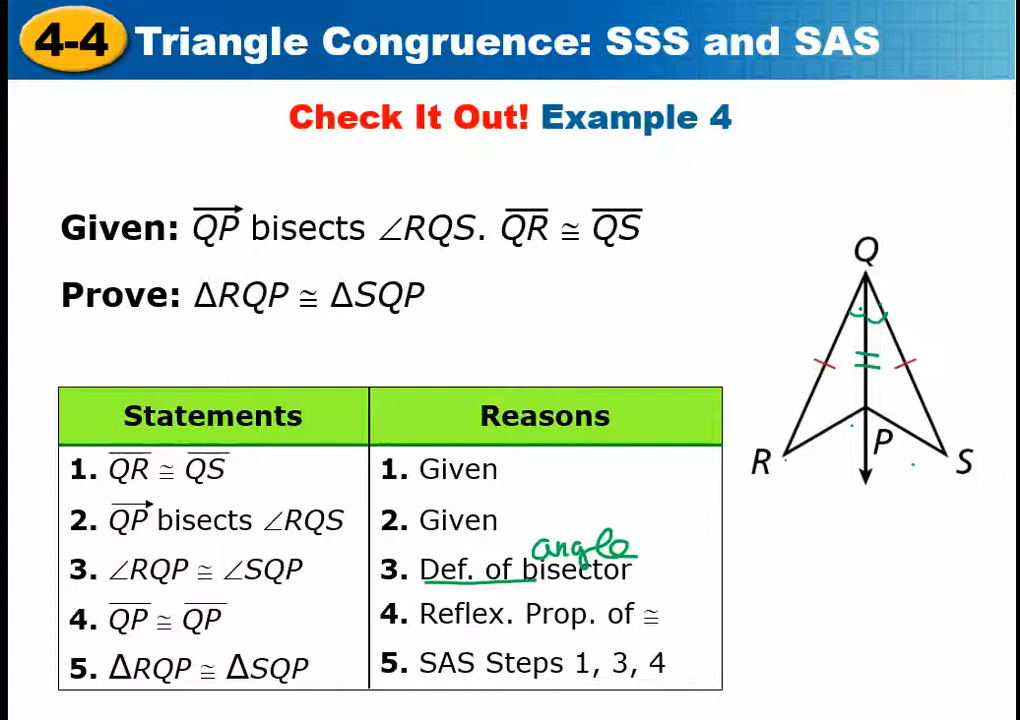 4-4 Triangle Congruence: SSS and SAS
Check It Out! Example 4
Given: QP bisects ∠RQS. QR ≅ QS
Prove: ΔRQP ≅ ΔSQP
Q
R
P
S
Statements
Reasons
1. QR ≅ QS
1. Given
2. QP bisects ∠RQS
2. Given
angle
3. ∠RQP ≅ ∠SQP
3. Def. of bisector
4. QP ≅ QP
4. Reflex. Prop. of ≅
5. ΔRQP ≅ ΔSQP
5. SAS Steps 1, 3, 4